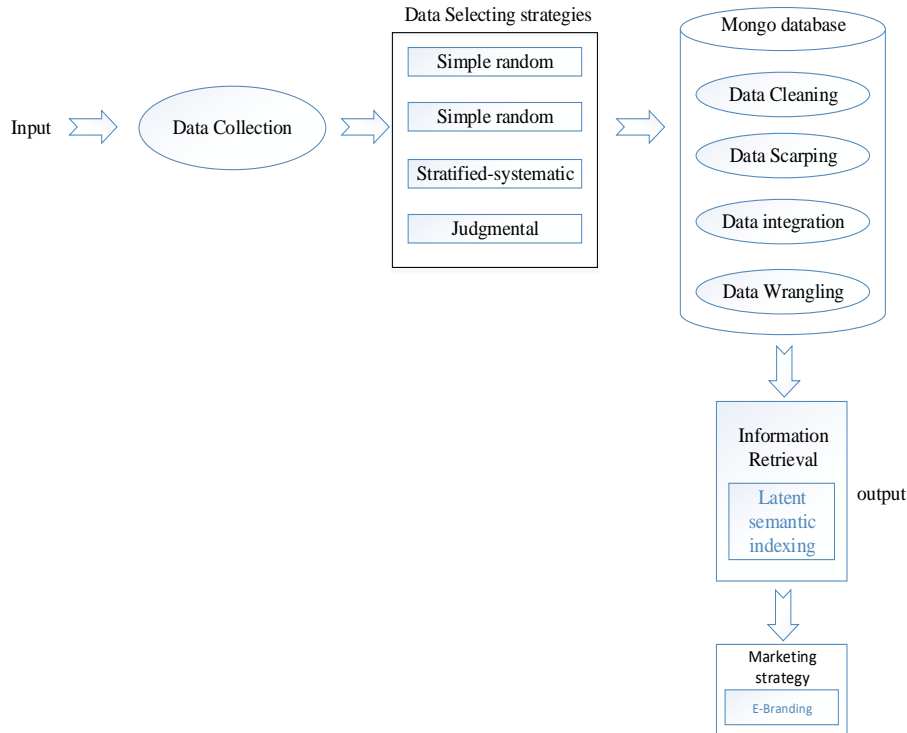 Data Selecting strategies
Mongo database
Simple random
Simple random
Stratified-systematic
Judgmental
Input
Data Collection
Data Cleaning
Data Scarping
Data integration
Data Wrangling
Information
Retrieval
Latent
semantic
indexing
output
Marketing
strategy
E-Branding